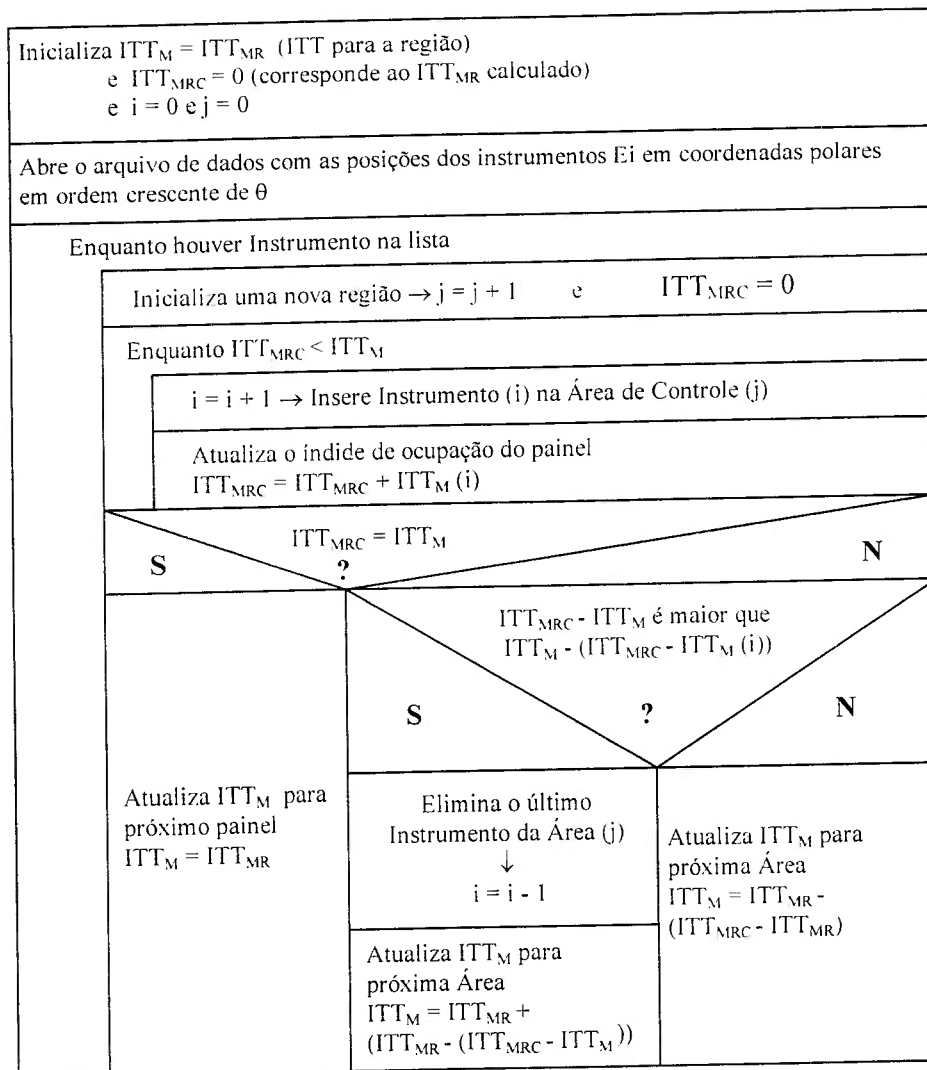 Inicializa ITT_M = ITT_MR (ITT para a região)
e ITT_MRC = 0 (corresponde ao ITT_MR calculado)
e i = 0 e j = 0
Abre o arquivo de dados com as posições dos instrumentos Ei em coordenadas polares
em ordem crescente de θ
Enquanto houver Instrumento na lista
Inicializa uma nova região → j = j + 1 e ITT_MRC = 0
Enquanto ITT_MRC < ITT_M
i = i + 1 → Insere Instrumento (i) na Área de Controle (j)
Atualiza o índide de ocupação do painel
ITT_MRC = ITT_MRC + ITT_M (i)
ITT_MRC = ITT_M
S ? N
ITT_MRC - ITT_M é maior que
ITT_M - (ITT_MRC - ITT_M (i))
S ? N
Atualiza ITT_M para
próximo painel
ITT_M = ITT_MR
Elimina o último
Instrumento da Área (j)
↓
i = i - 1
Atualiza ITT_M para
próxima Área
ITT_M = ITT_MR +
(ITT_MR - (ITT_MRC - ITT_M))
Atualiza ITT_M para
próxima Área
ITT_M = ITT_MR -
(ITT_MRC - ITT_MR)